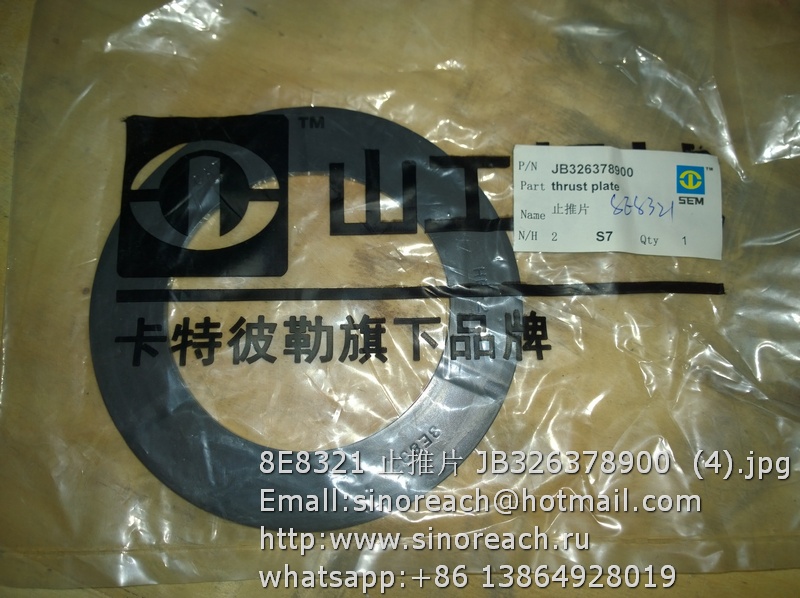 TM
山工
P/N JB326378900
Part thrust plate
Name 止推片 8E8321
N/H 2 S7 Qty 1
TM
SEM
卡特彼勒旗下品牌
8E8321 止推片 JB326378900 (4).jpg
Emall:sinoreach@hotmail.com
http:www.sinoreach.ru
whatsapp:+86 13864928019